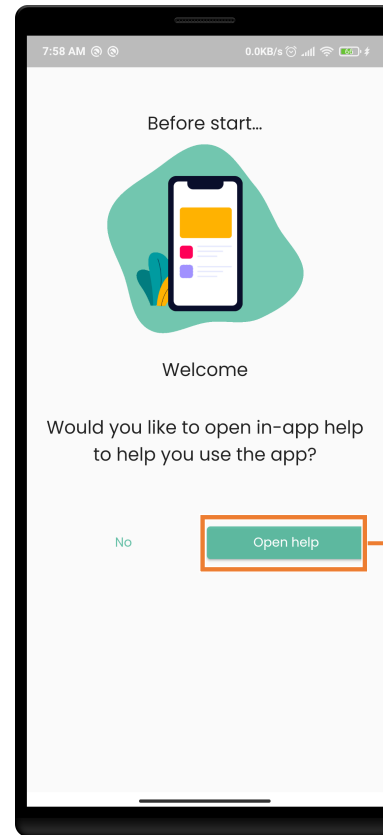 7:58 AM 0.0KB/s 66
Before start...
Welcome
Would you like to open in-app help
to help you use the app?
No Open help